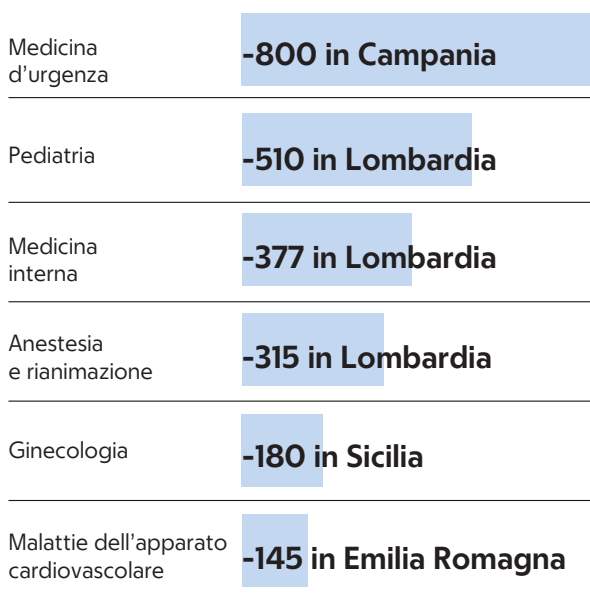 Medicina
d’urgenza
-800 in Campania
Pediatria
-510 in Lombardia
Medicina
interna
-377 in Lombardia
Anestesia
e rianimazione
-315 in Lombardia
Ginecologia
-180 in Sicilia
Malattie dell’apparato
cardiovascolare
-145 in Emilia Romagna